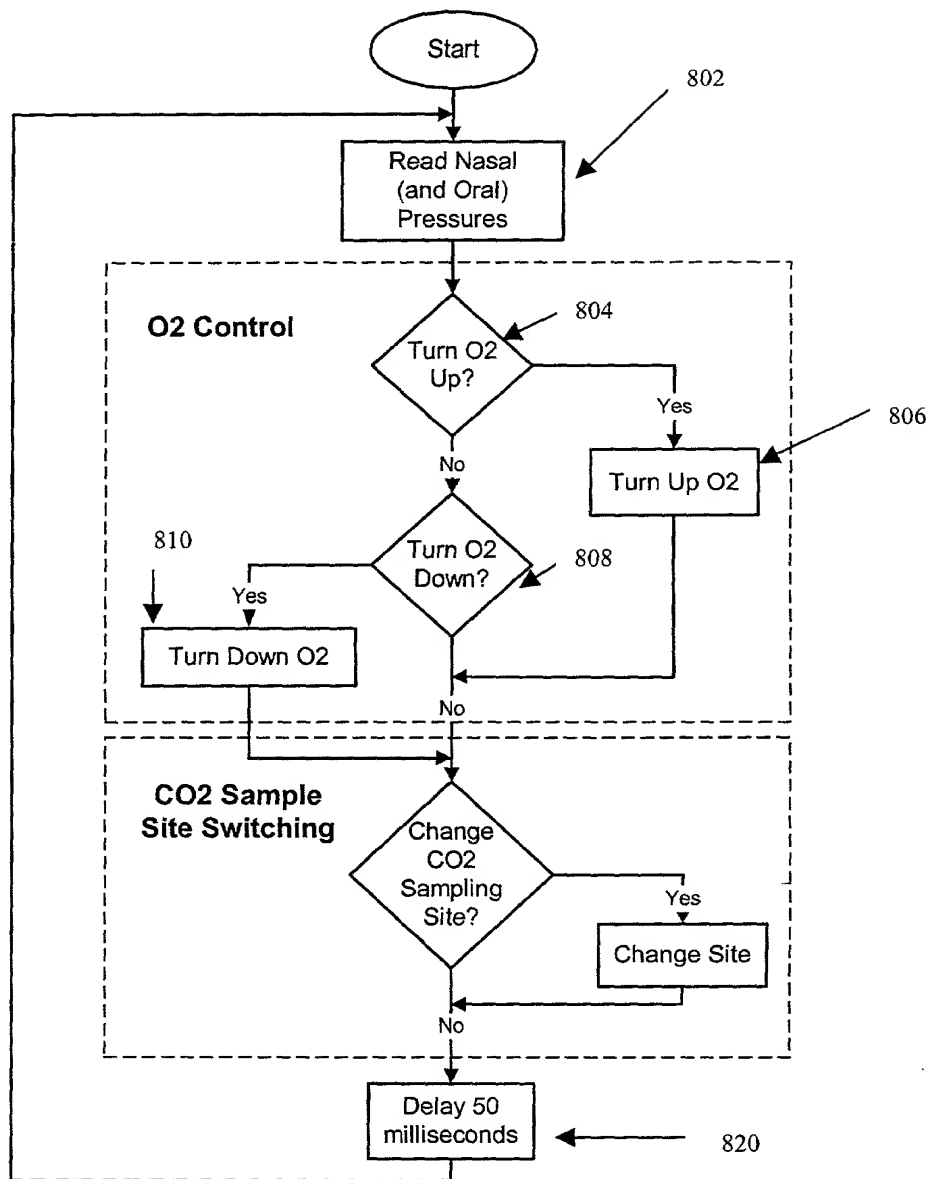 Start
802
Read Nasal
(and Oral)
Pressures
O2 Control
804
Turn O2
Up?
Yes
806
No
Turn Up O2
810
Turn O2
Down?
808
Yes
Turn Down O2
No
CO2 Sample
Site Switching
Change
CO2
Sampling
Site?
Yes
Change Site
No
Delay 50
milliseconds
820